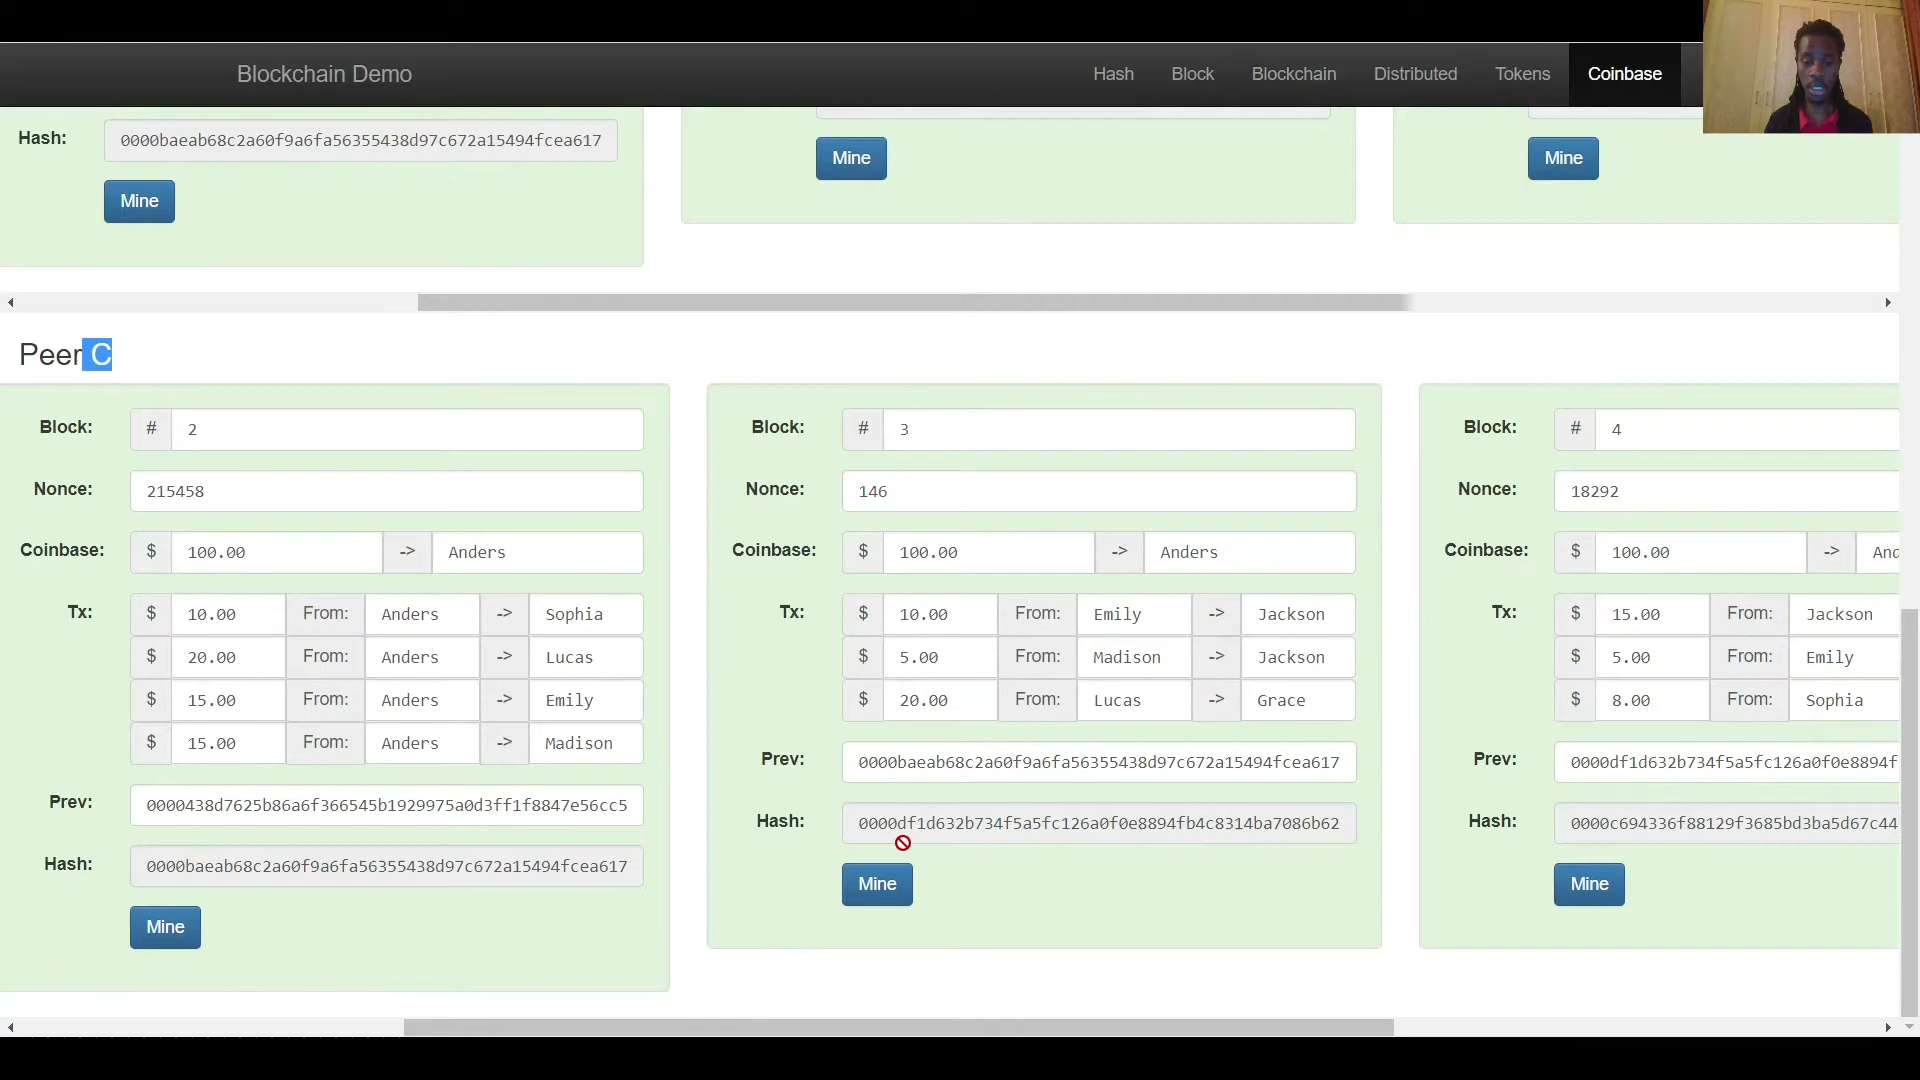 Blockchain Demo Hash Block Blockchain Distributed Tokens Coinbase
Hash: 0000baeab68c2a60f9a6fa56355438d97c672a15494fcea617
Mine Mine Mine
Peer C
Block: # 2
Nonce: 215458
Coinbase: $ 100.00 -> Anders
Tx: $ 10.00 From: Anders -> Sophia
$ 20.00 From: Anders -> Lucas
$ 15.00 From: Anders -> Emily
$ 15.00 From: Anders -> Madison
Prev: 0000438d7625b86a6f366545b1929975a0d3ff1f8847e56cc5
Hash: 0000baeab68c2a60f9a6fa56355438d97c672a15494fcea617
Mine
Block: # 3
Nonce: 146
Coinbase: $ 100.00 -> Anders
Tx: $ 10.00 From: Emily -> Jackson
$ 5.00 From: Madison -> Jackson
$ 20.00 From: Lucas -> Grace
Prev: 0000baeab68c2a60f9a6fa56355438d97c672a15494fcea617
Hash: 0000df1d632b734f5a5fc126a0f0e8894fb4c8314ba7086b62
Mine
Block: # 4
Nonce: 18292
Coinbase: $ 100.00 -> And
Tx: $ 15.00 From: Jackson
$ 5.00 From: Emily
$ 8.00 From: Sophia
Prev: 0000df1d632b734f5a5fc126a0f0e8894f
Hash: 0000c694336f88129f3685bd3ba5d67c44
Mine